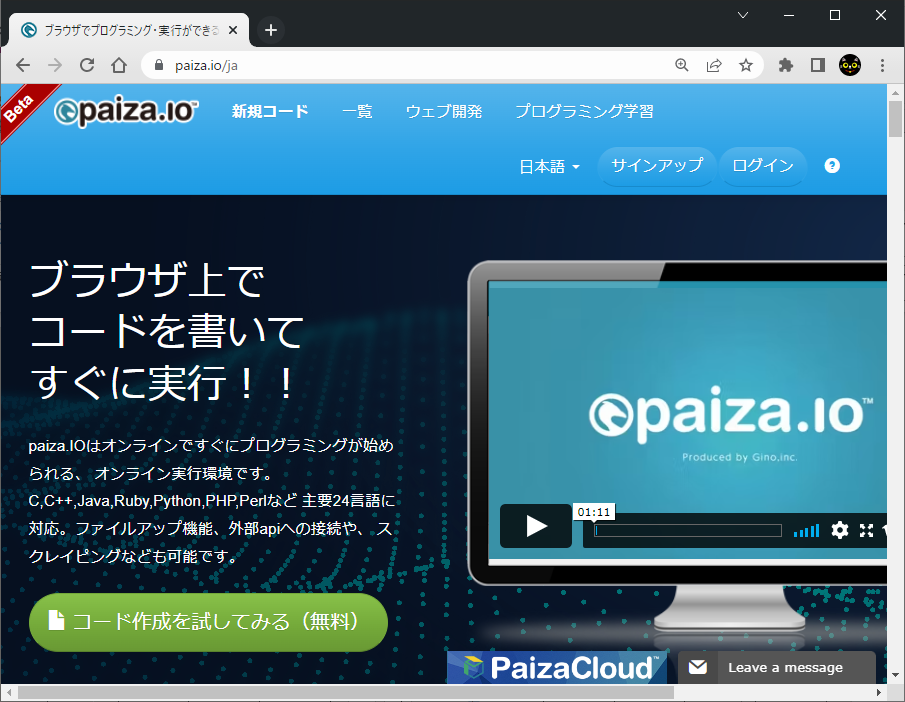 ブラウザでプログラミング・実行ができる
paiza.io/ja
Beta
paiza.IO™
新規コード 一覧 ウェブ開発 プログラミング学習
日本語 サインアップ ログイン ?
ブラウザ上で
コードを書いて
すぐに実行！！
paiza.IOはオンラインですぐにプログラミングが始め
られる、 オンライン実行環境です。
C,C++,Java,Ruby,Python,PHP,Perlなど 主要24言語に
対応。ファイルアップ機能、外部apiへの接続や、 ス
クレイピングなども可能です。
コード作成を試してみる（無料）
paiza.IO™
Produced by Gino,inc.
01:11
PaizaCloud™
Leave a message